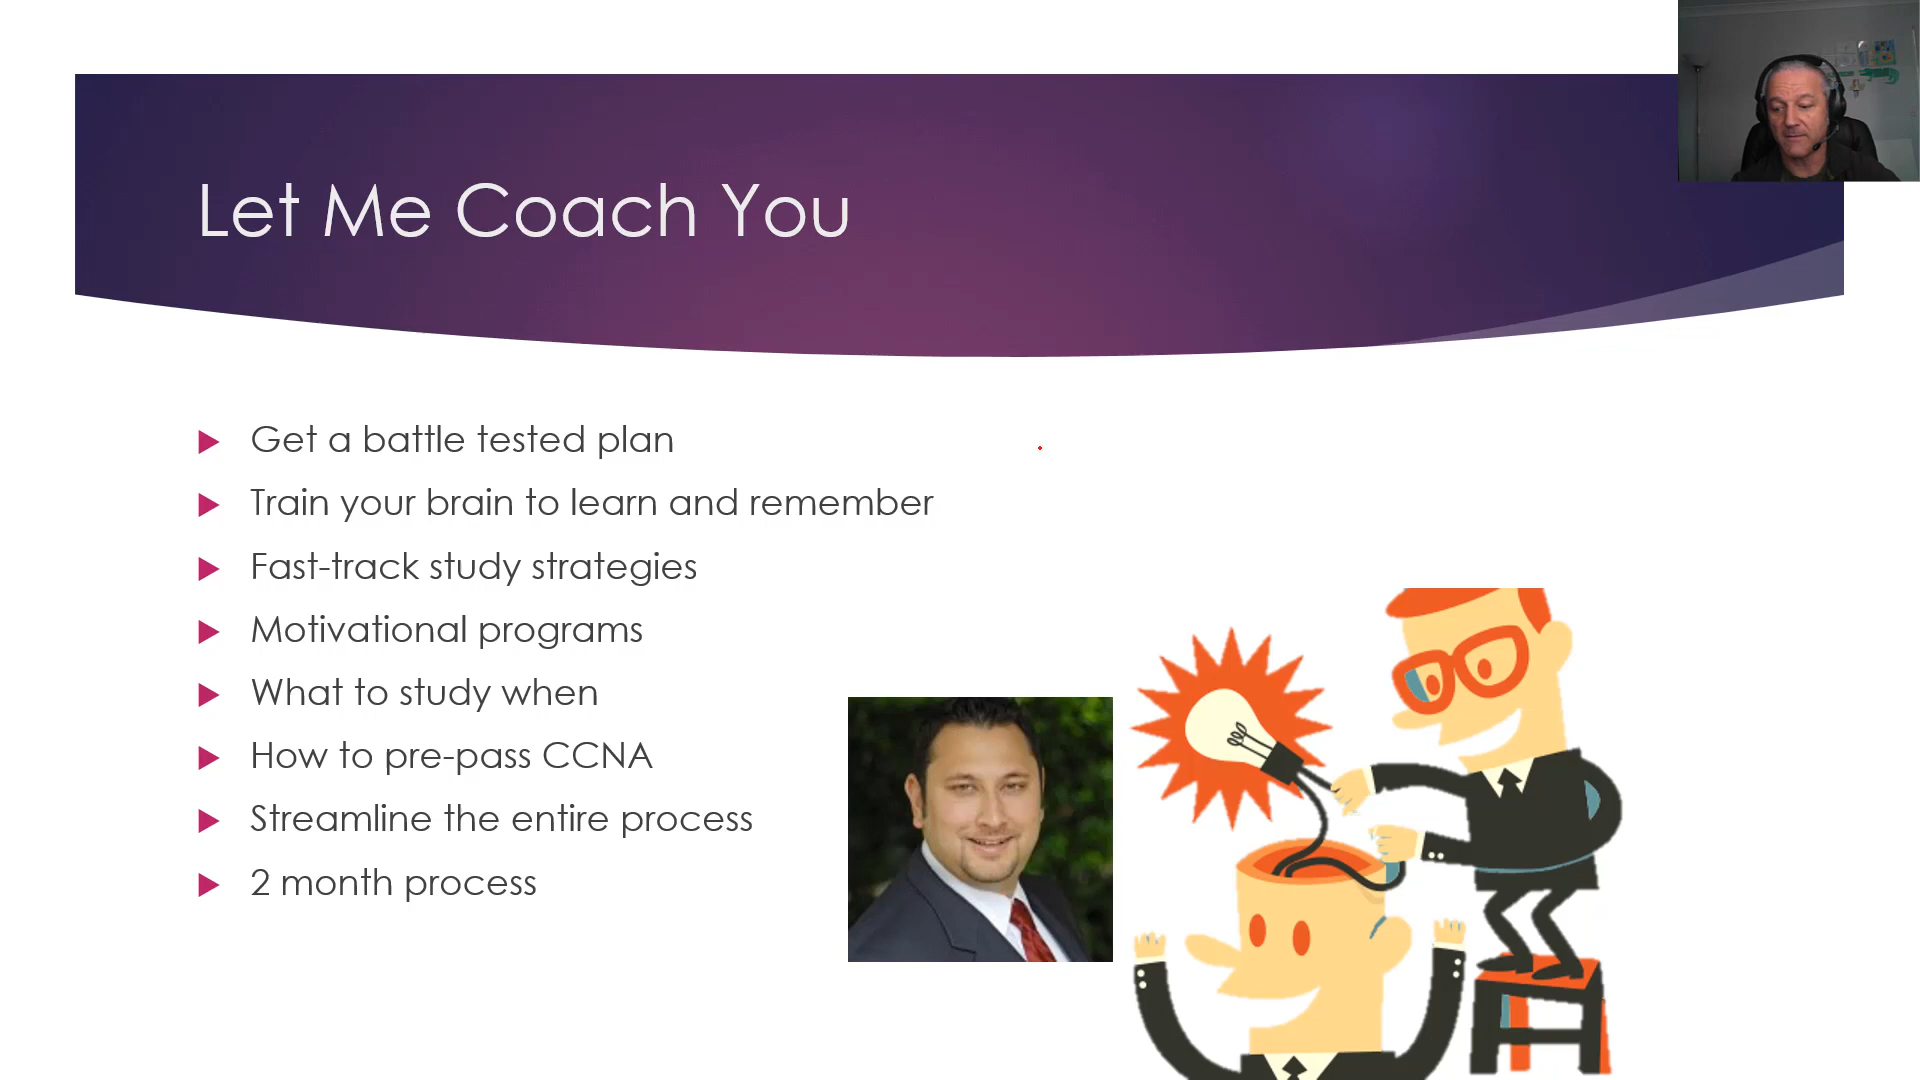 Let Me Coach You
Get a battle tested plan
Train your brain to learn and remember
Fast-track study strategies
Motivational programs
What to study when
How to pre-pass CCNA
Streamline the entire process
2 month process